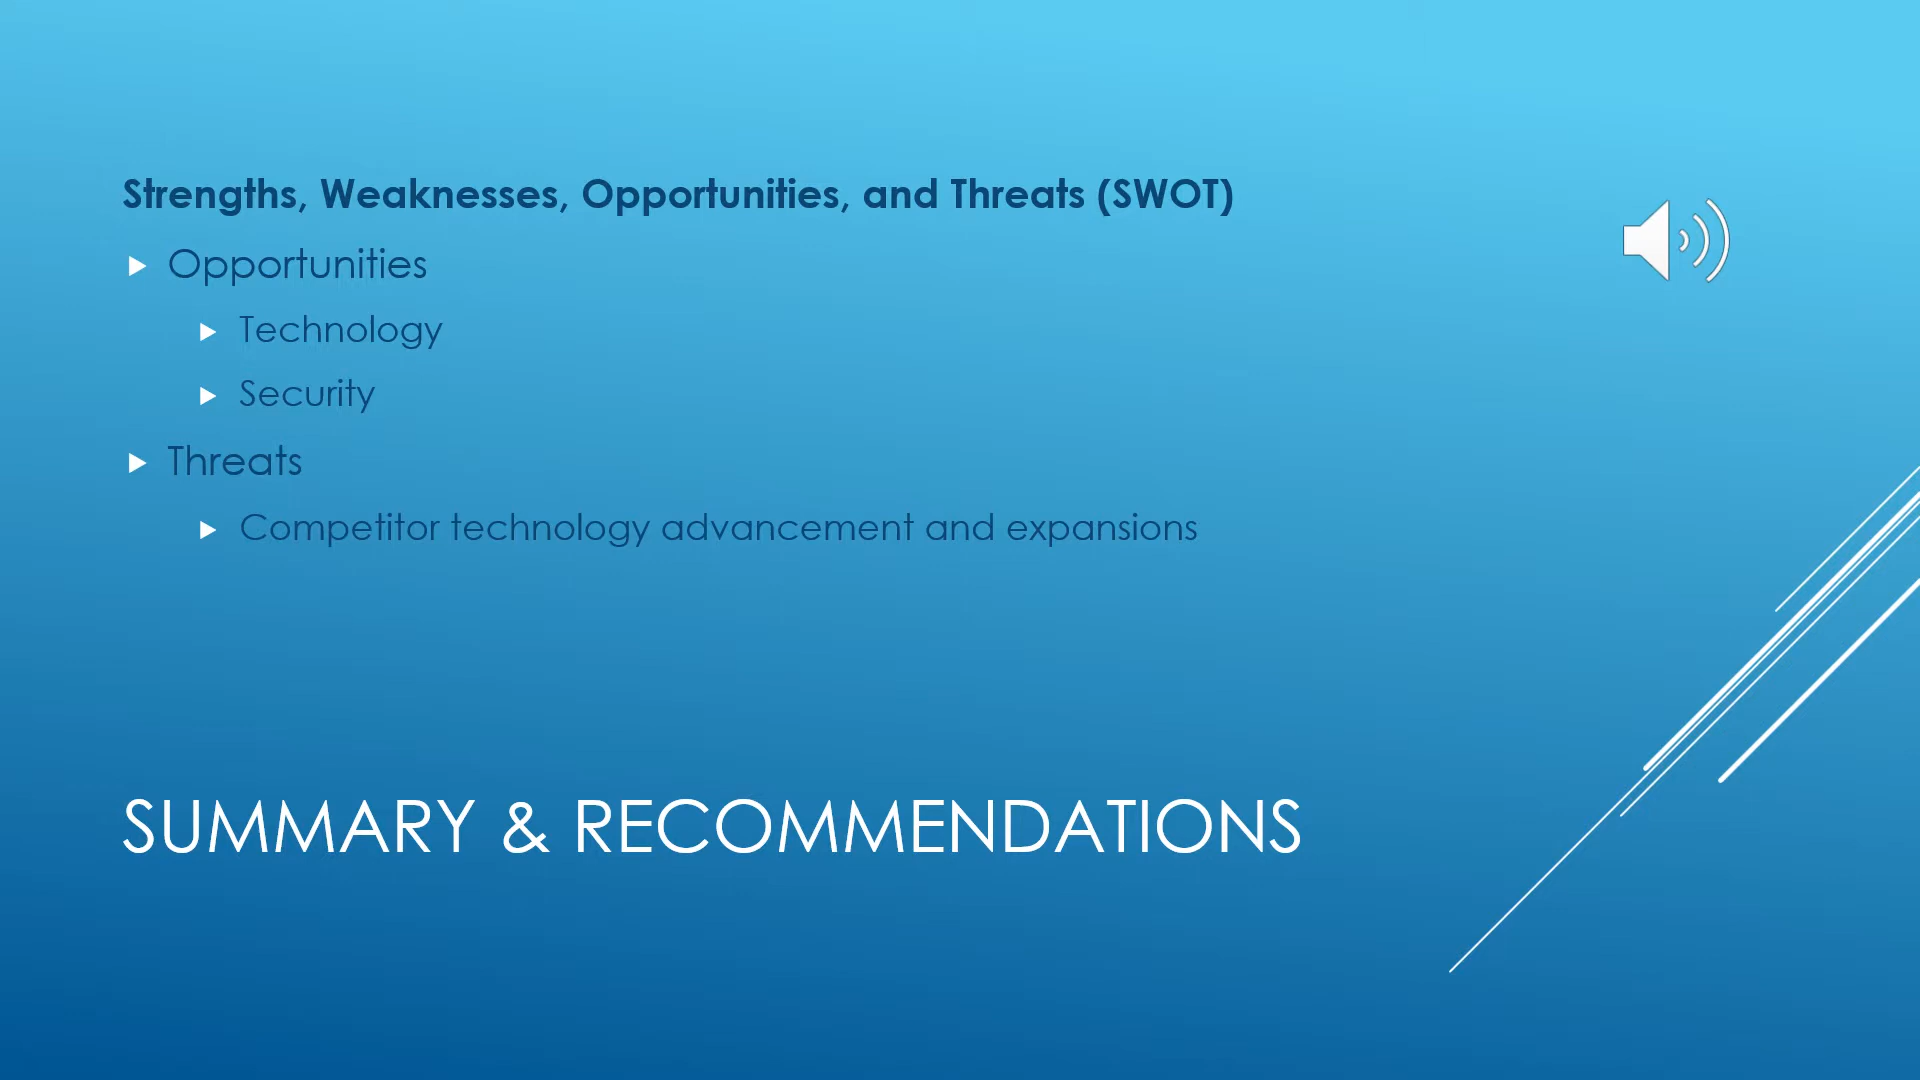 Strengths, Weaknesses, Opportunities, and Threats (SWOT)
Opportunities
Technology
Security
Threats
Competitor technology advancement and expansions
SUMMARY & RECOMMENDATIONS